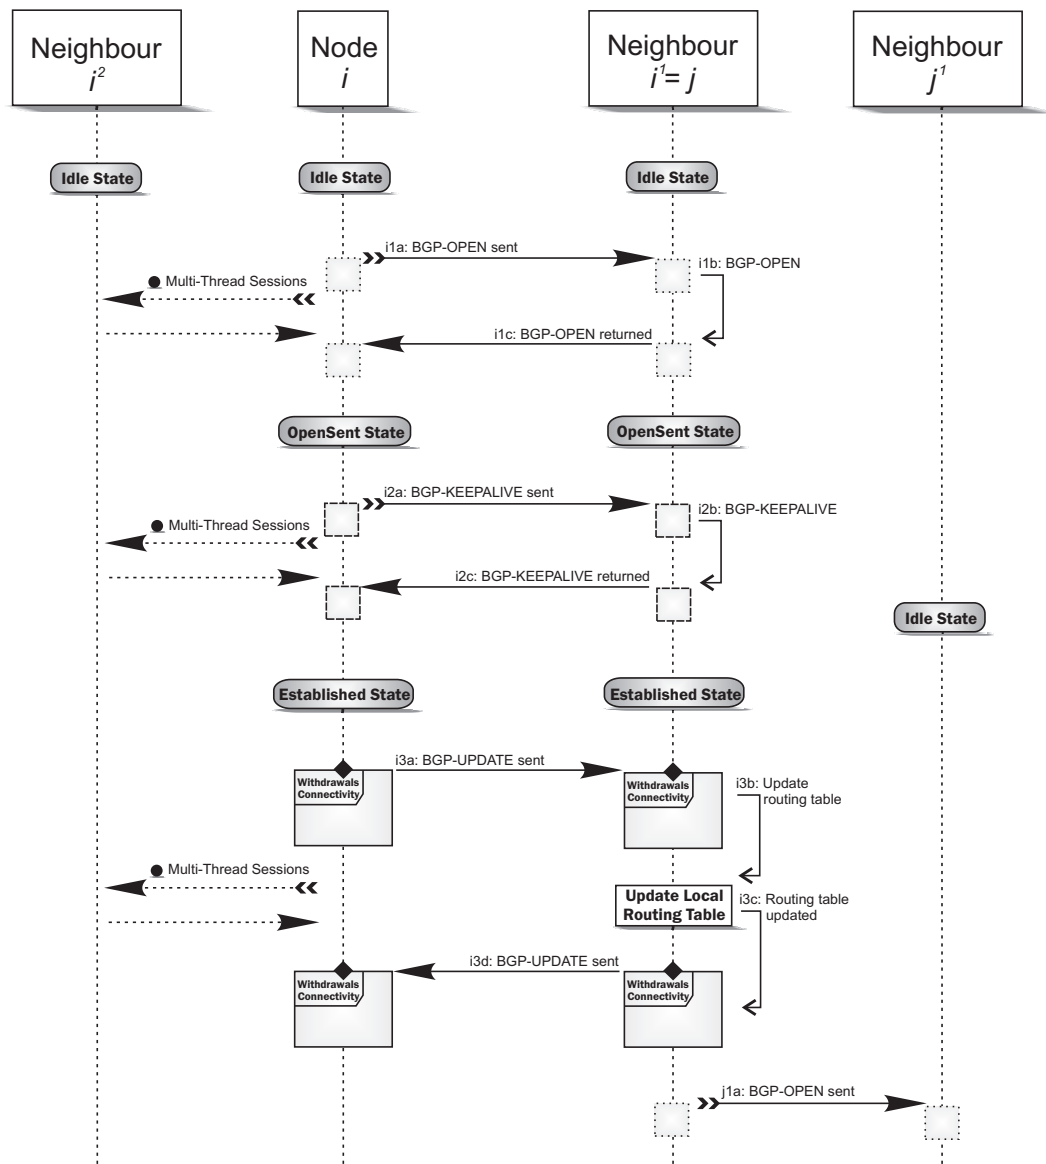 Neighbour
i²
Node
i
Neighbour
i¹= j
Neighbour
j¹
Idle State
Idle State
Idle State
i1a: BGP-OPEN sent
i1b: BGP-OPEN
Multi-Thread Sessions
i1c: BGP-OPEN returned
OpenSent State
OpenSent State
i2a: BGP-KEEPALIVE sent
i2b: BGP-KEEPALIVE
Multi-Thread Sessions
i2c: BGP-KEEPALIVE returned
Idle State
Established State
Established State
i3a: BGP-UPDATE sent
Withdrawals
Connectivity
Withdrawals
Connectivity
i3b: Update
routing table
Multi-Thread Sessions
Update Local
Routing Table
i3c: Routing table
updated
i3d: BGP-UPDATE sent
Withdrawals
Connectivity
Withdrawals
Connectivity
j1a: BGP-OPEN sent